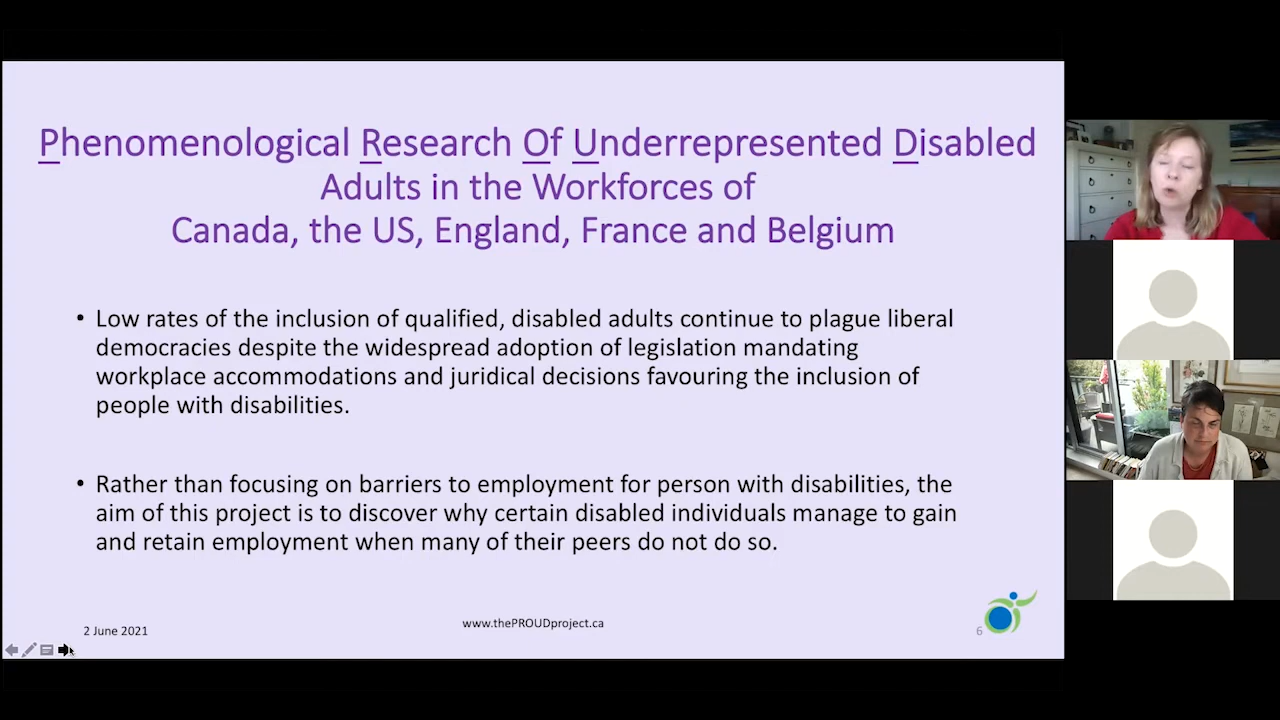 Phenomenological Research Of Underrepresented Disabled
Adults in the Workforces of
Canada, the US, England, France and Belgium
• Low rates of the inclusion of qualified, disabled adults continue to plague liberal
democracies despite the widespread adoption of legislation mandating
workplace accommodations and juridical decisions favouring the inclusion of
people with disabilities.
• Rather than focusing on barriers to employment for person with disabilities, the
aim of this project is to discover why certain disabled individuals manage to gain
and retain employment when many of their peers do not do so.
2 June 2021
www.thePROUDproject.ca
6